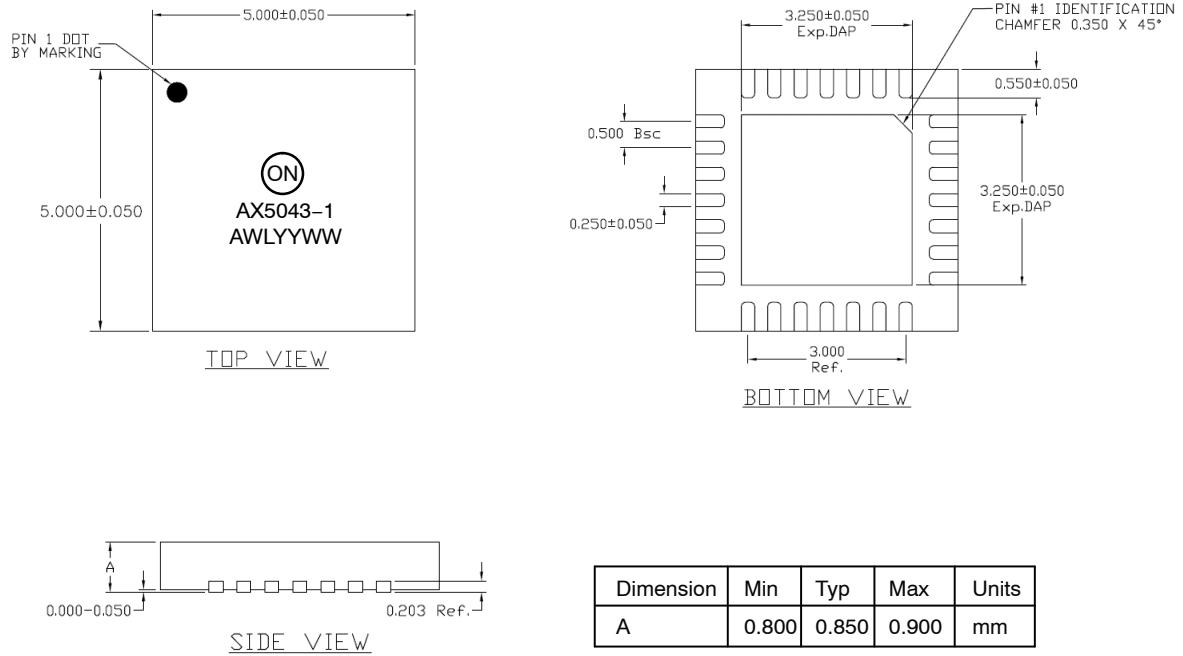 5.000±0.050
PIN 1 DOT
BY MARKING
5.000±0.050
ON
AX5043−1
AWLYYWW
TOP VIEW
3.250±0.050
Exp.DAP
PIN #1 IDENTIFICATION
CHAMFER 0.350 X 45°
0.550±0.050
0.500 Bsc
0.250±0.050
3.250±0.050
Exp.DAP
3.000
Ref.
BOTTOM VIEW
A
0.000-0.050
0.203 Ref.
SIDE VIEW
Dimension Min Typ Max Units
A 0.800 0.850 0.900 mm